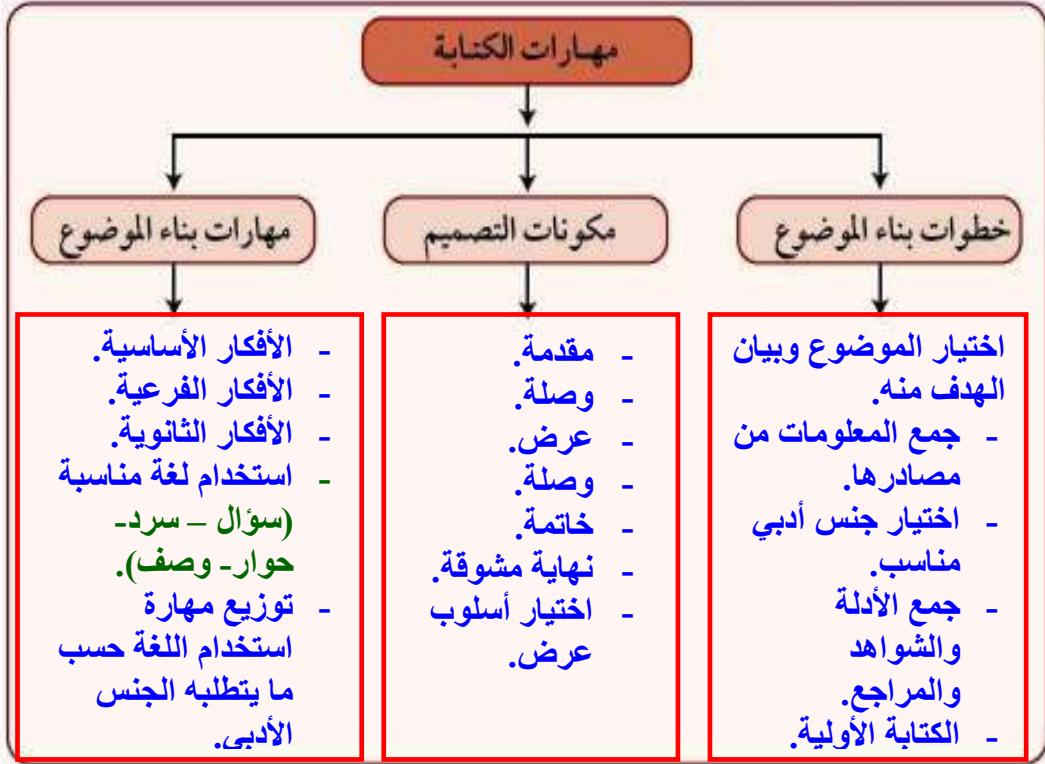 مهارات الكتابة
خطوات بناء الموضوع
مكونات التصميم
مهارات بناء الموضوع
اختيار الموضوع وبيان
الهدف منه.
- جمع المعلومات من
مصادرها.
- اختيار جنس أدبي
مناسب.
- جمع الأدلة
والشواهد
والمراجع.
- الكتابة الأولية.
- مقدمة.
- وصلة.
- عرض.
- وصلة.
- خاتمة.
- نهاية مشوقة.
- اختيار أسلوب
عرض.
- الأفكار الأساسية.
- الأفكار الفرعية.
- الأفكار الثانوية.
- استخدام لغة مناسبة
(سؤال – سرد-
حوار- وصف).
- توزيع مهارة
استخدام اللغة حسب
ما يتطلبه الجنس
الأدبي.